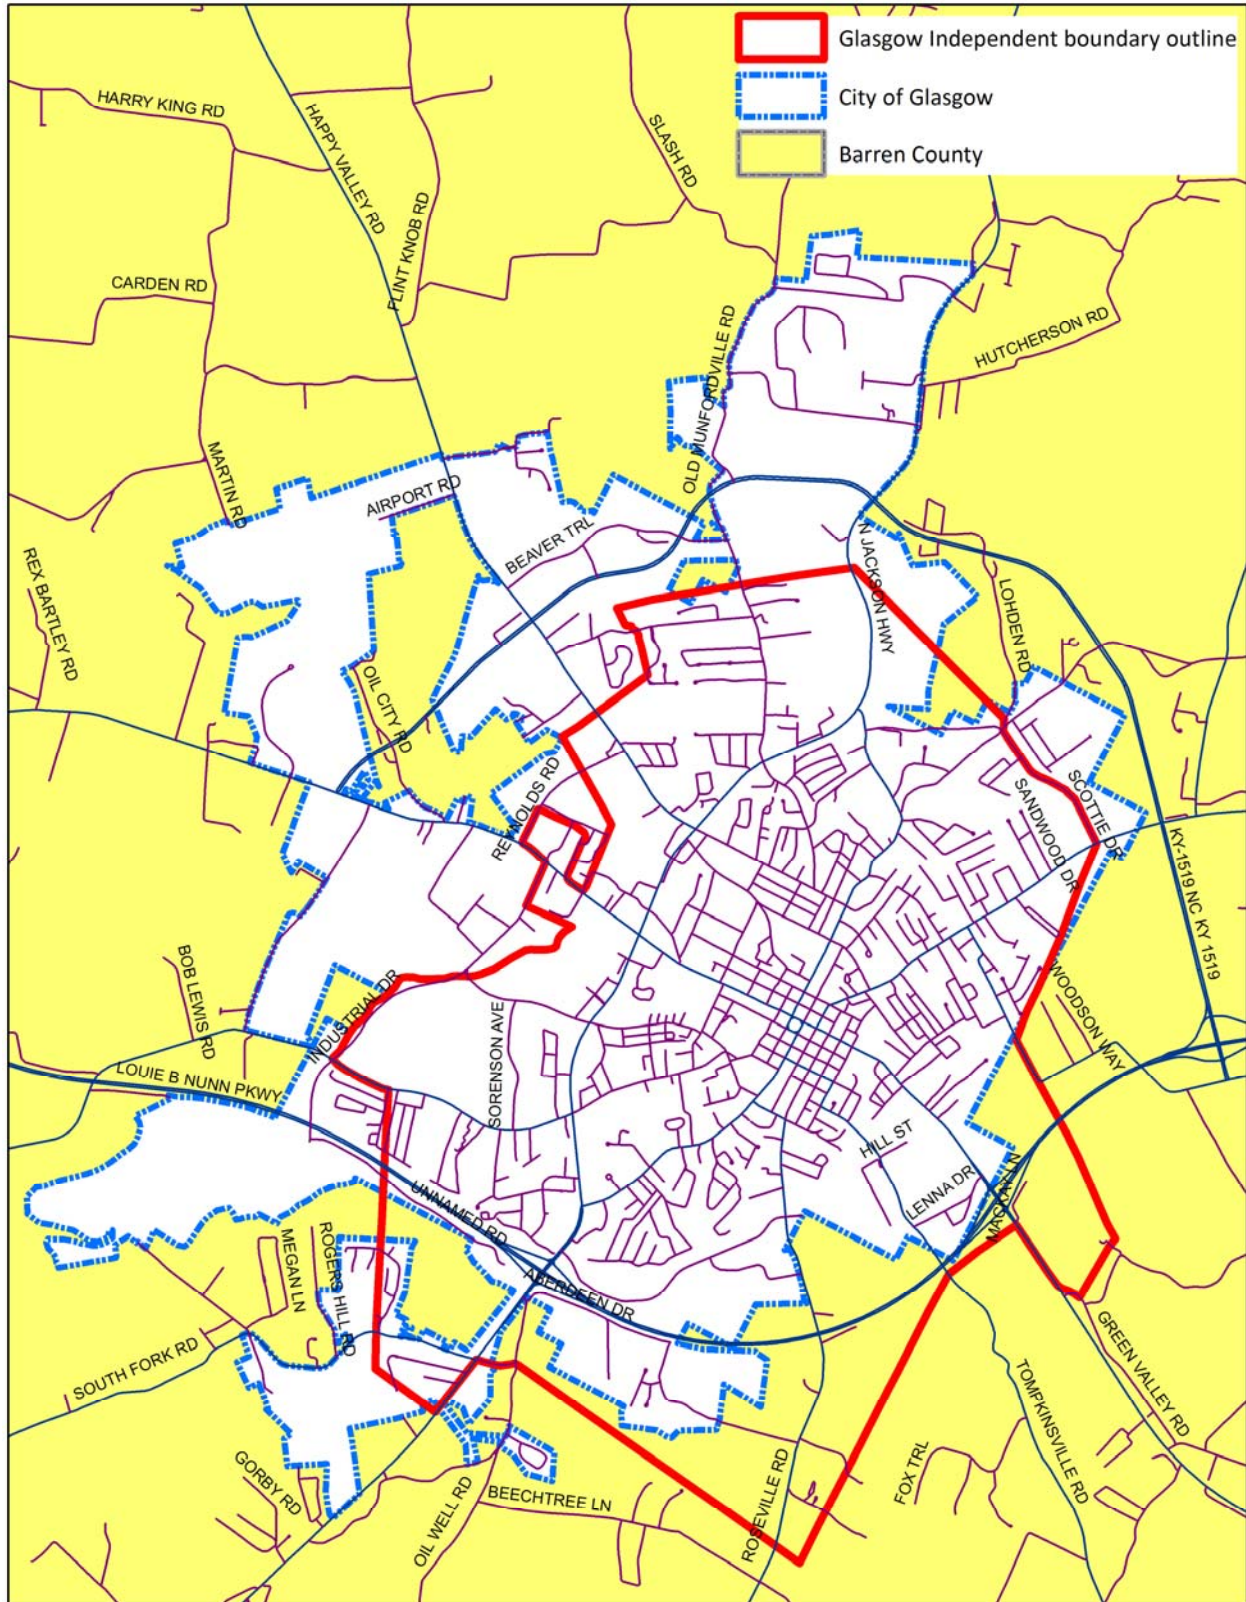 Glasgow Independent boundary outline
City of Glasgow
Barren County
HARRY KING RD
HAPPY VALLEY RD
SLASH RD
FLINT KNOB RD
CARDEN RD
OLD MUNFORDVILLE RD
HUTCHERSON RD
MARTIN RD
AIRPORT RD
BEAVER TRL
N JACKSON HWY
REX BARTLEY RD
LOHDEN RD
OIL CITY RD
REYNOLDS RD
SCOTTIE DR
SANDWOOD DR
KY-1519 NC KY 1519
BOB LEWIS RD
INDUSTRIAL DR
WOODSON WAY
SORENSON AVE
LOUIE B NUNN PKWY
HILL ST
LENNA DR
MACKAY LN
UNNAMED RD
ROGERS HILL RD
MEGAN LN
ABERDEEN DR
SOUTH FORK RD
GREEN VALLEY RD
TOMPKINSVILLE RD
GORBY RD
FOX TRL
ROSEVILLE RD
BEECHTREE LN
OIL WELL RD